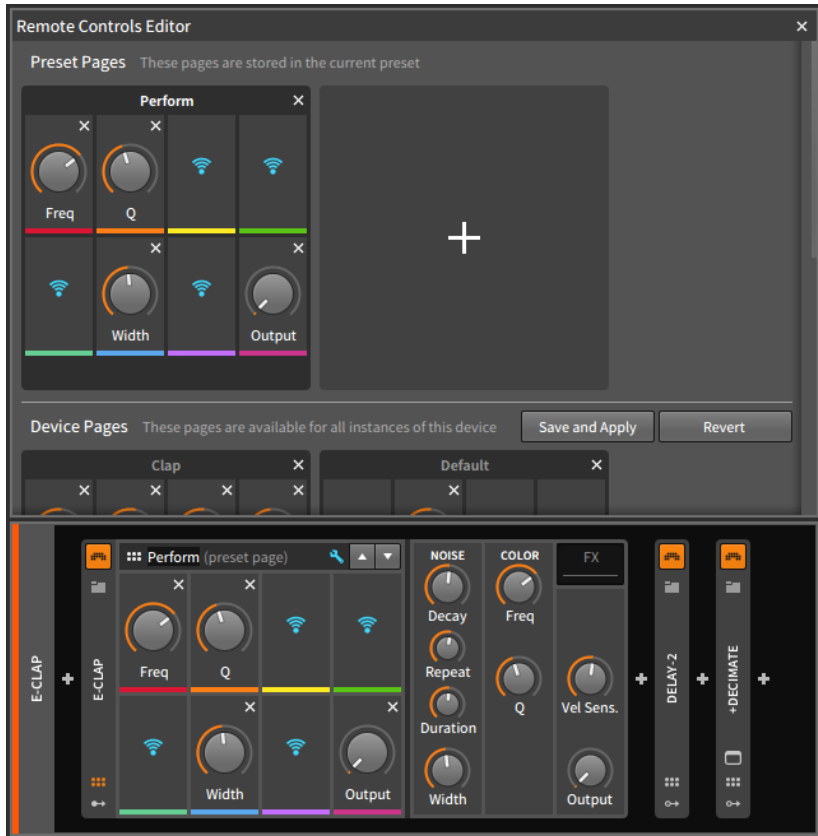 Remote Controls Editor
Preset Pages These pages are stored in the current preset
Perform
Freq Q
Width Output
Device Pages These pages are available for all instances of this device Save and Apply Revert
Clap Default
E-CLAP
E-CLAP
Perform (preset page)
Freq Q
Width Output
NOISE COLOR FX
Decay Freq
Repeat
Q Vel Sens.
Duration
Width Output
DELAY-2
+DECIMATE